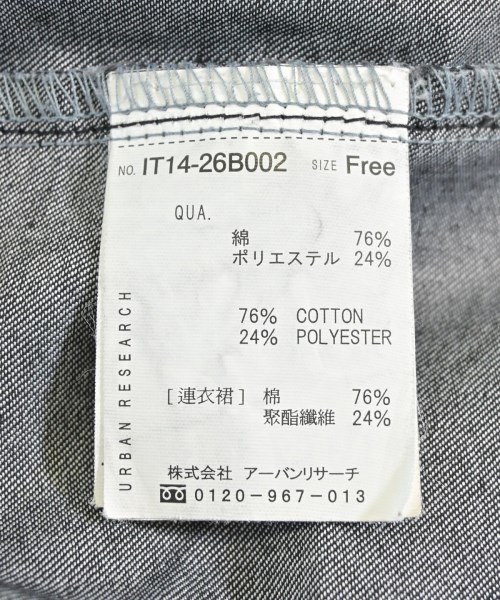 NO. IT14-26B002 SIZE Free
QUA.
綿 76%
ポリエステル 24%
76% COTTON
24% POLYESTER
[連衣裙] 棉 76%
聚酯纖維 24%
株式会社 アーバンリサーチ
0120-967-013
URBAN RESEARCH